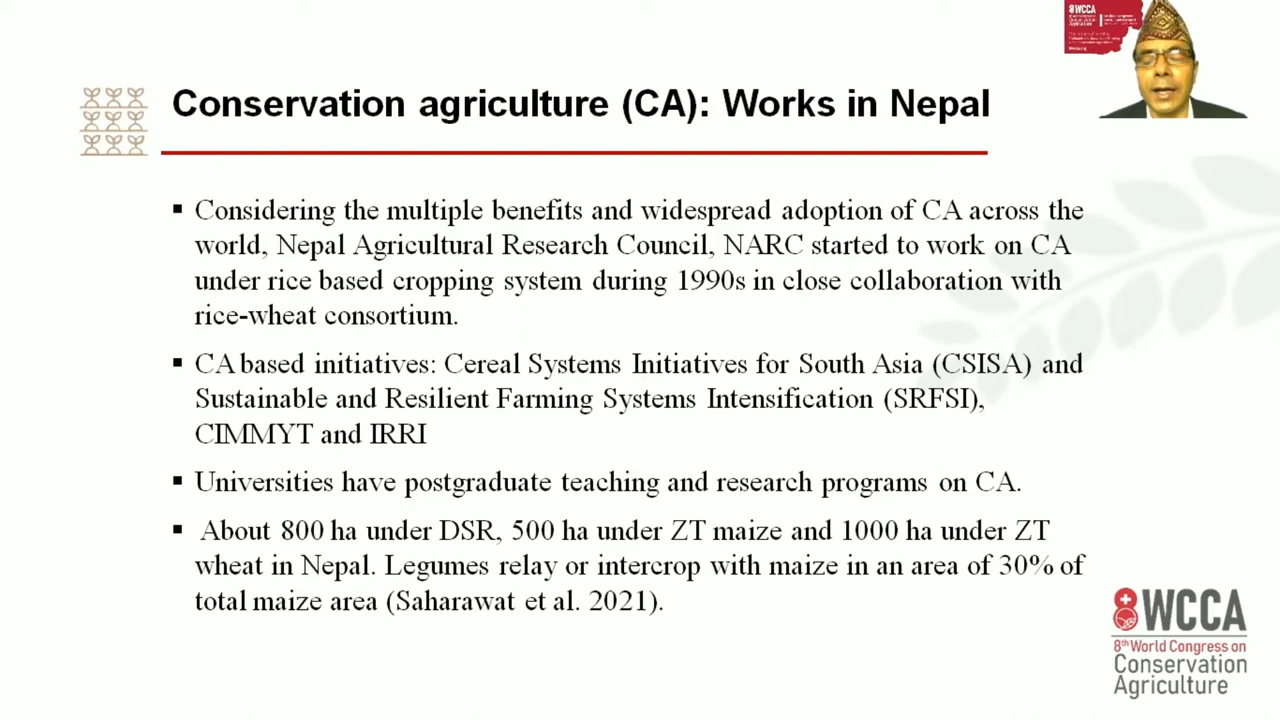 8WCCA
Conservation agriculture (CA): Works in Nepal
▪ Considering the multiple benefits and widespread adoption of CA across the
world, Nepal Agricultural Research Council, NARC started to work on CA
under rice based cropping system during 1990s in close collaboration with
rice-wheat consortium.
▪ CA based initiatives: Cereal Systems Initiatives for South Asia (CSISA) and
Sustainable and Resilient Farming Systems Intensification (SRFSI),
CIMMYT and IRRI
▪ Universities have postgraduate teaching and research programs on CA.
▪ About 800 ha under DSR, 500 ha under ZT maize and 1000 ha under ZT
wheat in Nepal. Legumes relay or intercrop with maize in an area of 30% of
total maize area (Saharawat et al. 2021).
8WCCA
8th World Congress on
Conservation
Agriculture